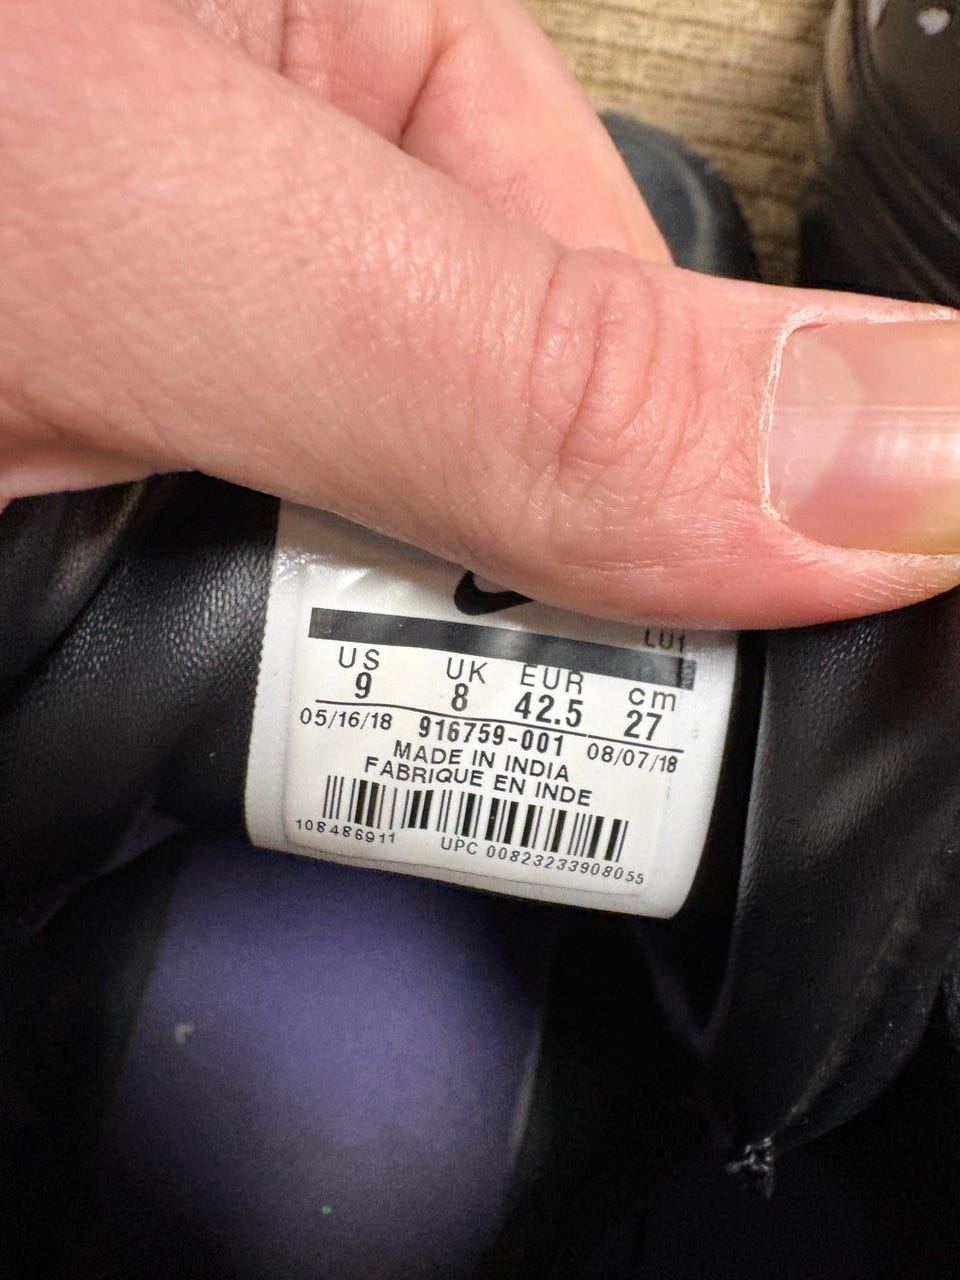 LU1
US UK EUR cm
9 8 42.5 27
05/16/18 916759-001 08/07/18
MADE IN INDIA
FABRIQUE EN INDE
108486911 UPC 00823233908055